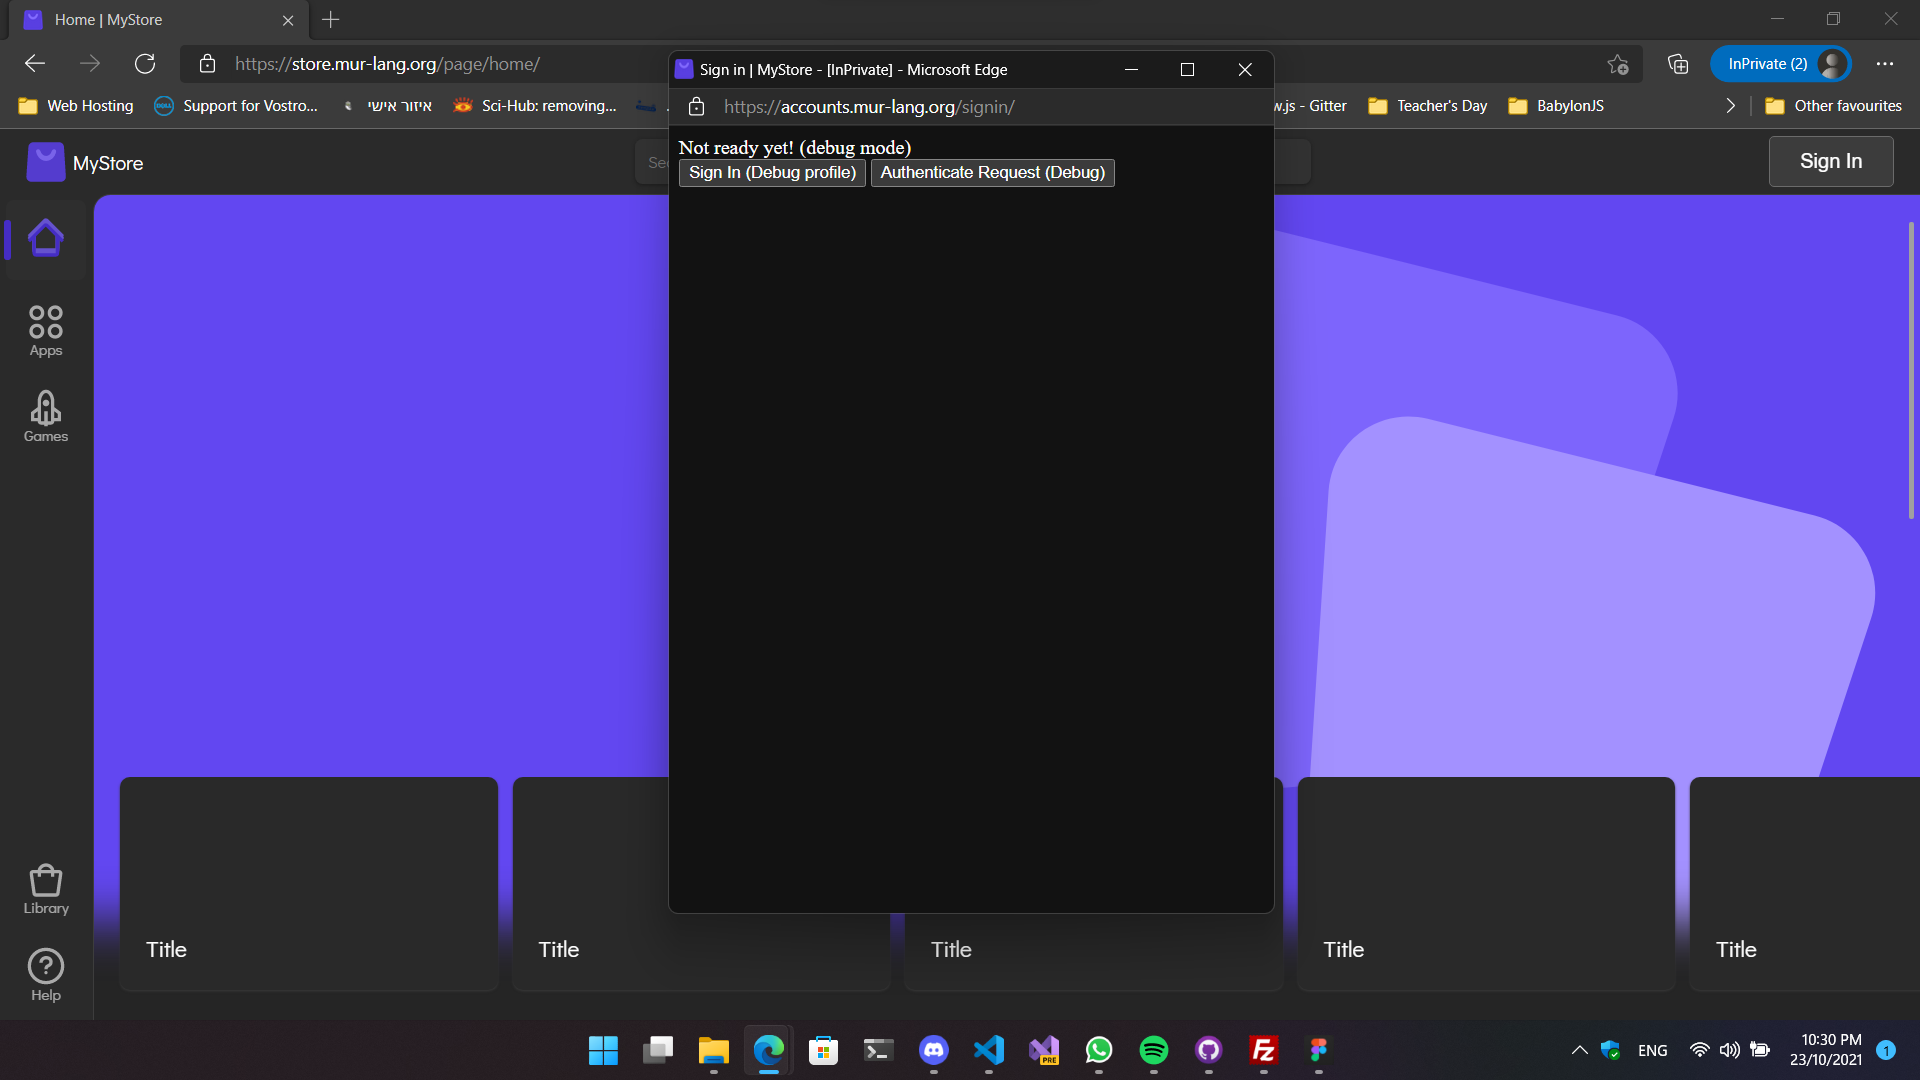 Home | MyStore
https://store.mur-lang.org/page/home/
InPrivate (2)
Sign in | MyStore - [InPrivate] - Microsoft Edge
https://accounts.mur-lang.org/signin/
Web Hosting
Support for Vostro...
איזור אישי
Sci-Hub: removing...
.js - Gitter
Teacher's Day
BabylonJS
Other favourites
MyStore
Sign In
Not ready yet! (debug mode)
Sign In (Debug profile) Authenticate Request (Debug)
Apps
Games
Library
Help
Title
Title
Title
Title
Title
PRE
Fz
ENG
10:30 PM
23/10/2021
1